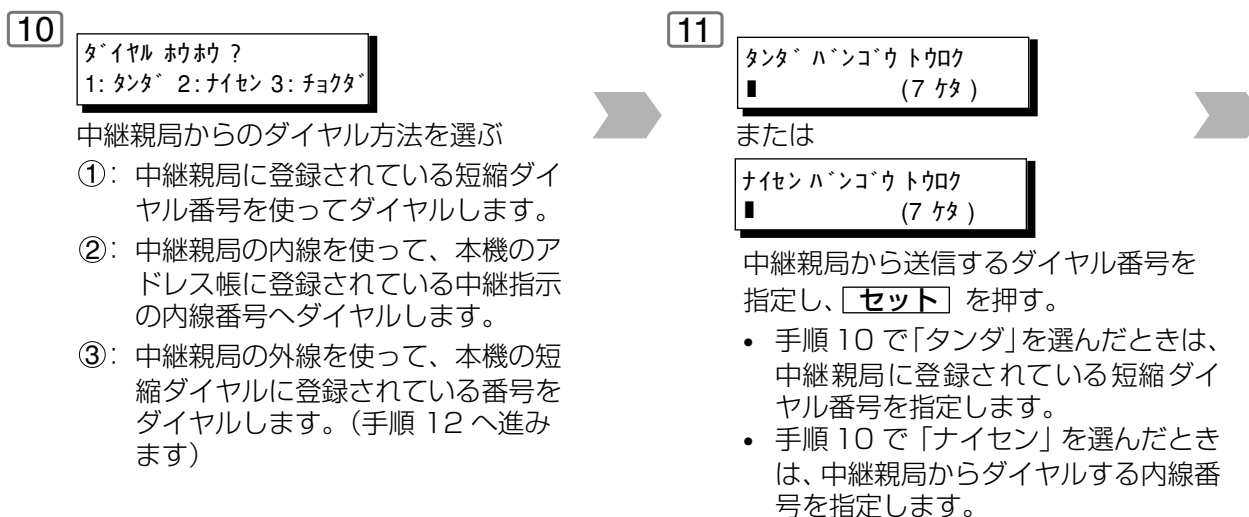 10
ﾀﾞｲﾔﾙ ﾎｳﾎｳ ?
1: ﾀﾝﾀﾞ 2: ﾅｲｾﾝ 3: ﾁｮｸﾀﾞ
中継親局からのダイヤル方法を選ぶ
①： 中継親局に登録されている短縮ダイ
ヤル番号を使ってダイヤルします。
②： 中継親局の内線を使って、本機のア
ドレス帳に登録されている中継指示
の内線番号へダイヤルします。
③： 中継親局の外線を使って、本機の短
縮ダイヤルに登録されている番号を
ダイヤルします。（手順 12 へ進み
ます）
11
ﾀﾝﾀﾞ ﾊﾞﾝｺﾞｳ ﾄｳﾛｸ
(7 ｹﾀ )
または
ﾅｲｾﾝ ﾊﾞﾝｺﾞｳ ﾄｳﾛｸ
(7 ｹﾀ )
中継親局から送信するダイヤル番号を
指定し、セット を押す。
• 手順 10 で「タンダ」を選んだときは、
中継親局に登録されている短縮ダイ
ヤル番号を指定します。
• 手順 10 で「ナイセン」を選んだとき
は、中継親局からダイヤルする内線番
号を指定します。